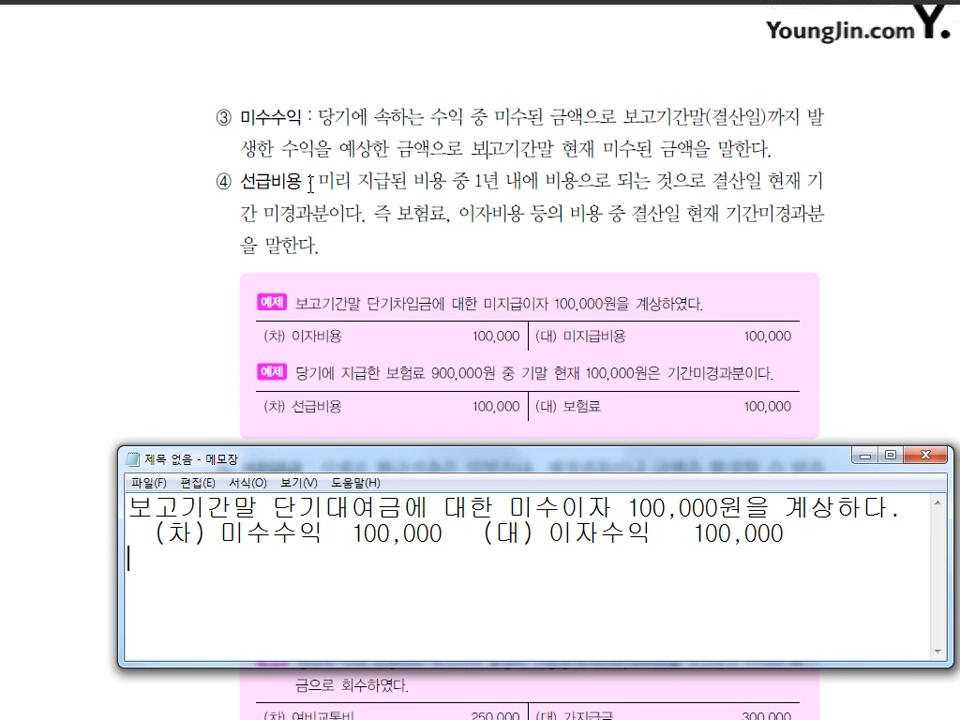 YoungJin.com Y.
③ 미수수익 : 당기에 속하는 수익 중 미수된 금액으로 보고기간말(결산일)까지 발
생한 수익을 예상한 금액으로 보고기간말 현재 미수된 금액을 말한다.
④ 선급비용 : 미리 지급된 비용 중 1년 내에 비용으로 되는 것으로 결산일 현재 기
간 미경과분이다. 즉 보험료, 이자비용 등의 비용 중 결산일 현재 기간미경과분
을 말한다.
예제 보고기간말 단기차입금에 대한 미지급이자 100,000원을 계상하였다.
(차) 이자비용 100,000 (대) 미지급비용 100,000
예제 당기에 지급한 보험료 900,000원 중 기말 현재 100,000원은 기간미경과분이다.
(차) 선급비용 100,000 (대) 보험료 100,000
제목 없음 - 메모장
파일(F) 편집(E) 서식(O) 보기(V) 도움말(H)
보고기간말 단기대여금에 대한 미수이자 100,000원을 계상하다.
(차) 미수수익 100,000 (대) 이자수익 100,000
금으로 회수하였다.
(차) 여비교통비 250,000 (대) 가지급금 300,000